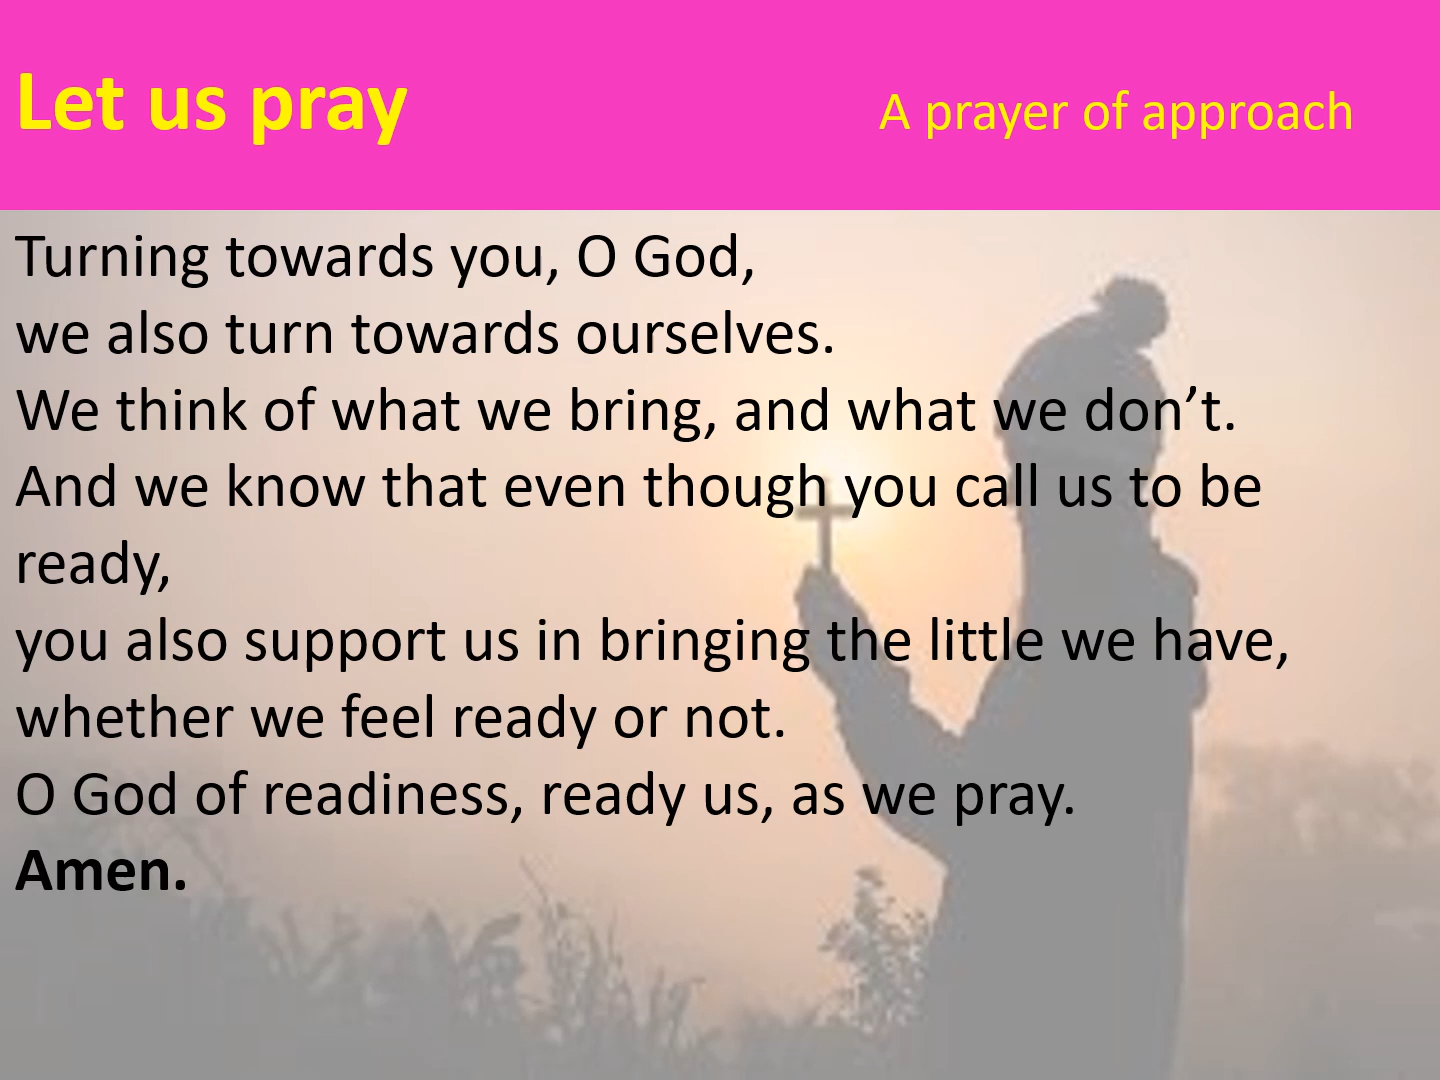 Let us pray A prayer of approach
Turning towards you, O God,
we also turn towards ourselves.
We think of what we bring, and what we don’t.
And we know that even though you call us to be
ready,
you also support us in bringing the little we have,
whether we feel ready or not.
O God of readiness, ready us, as we pray.
Amen.